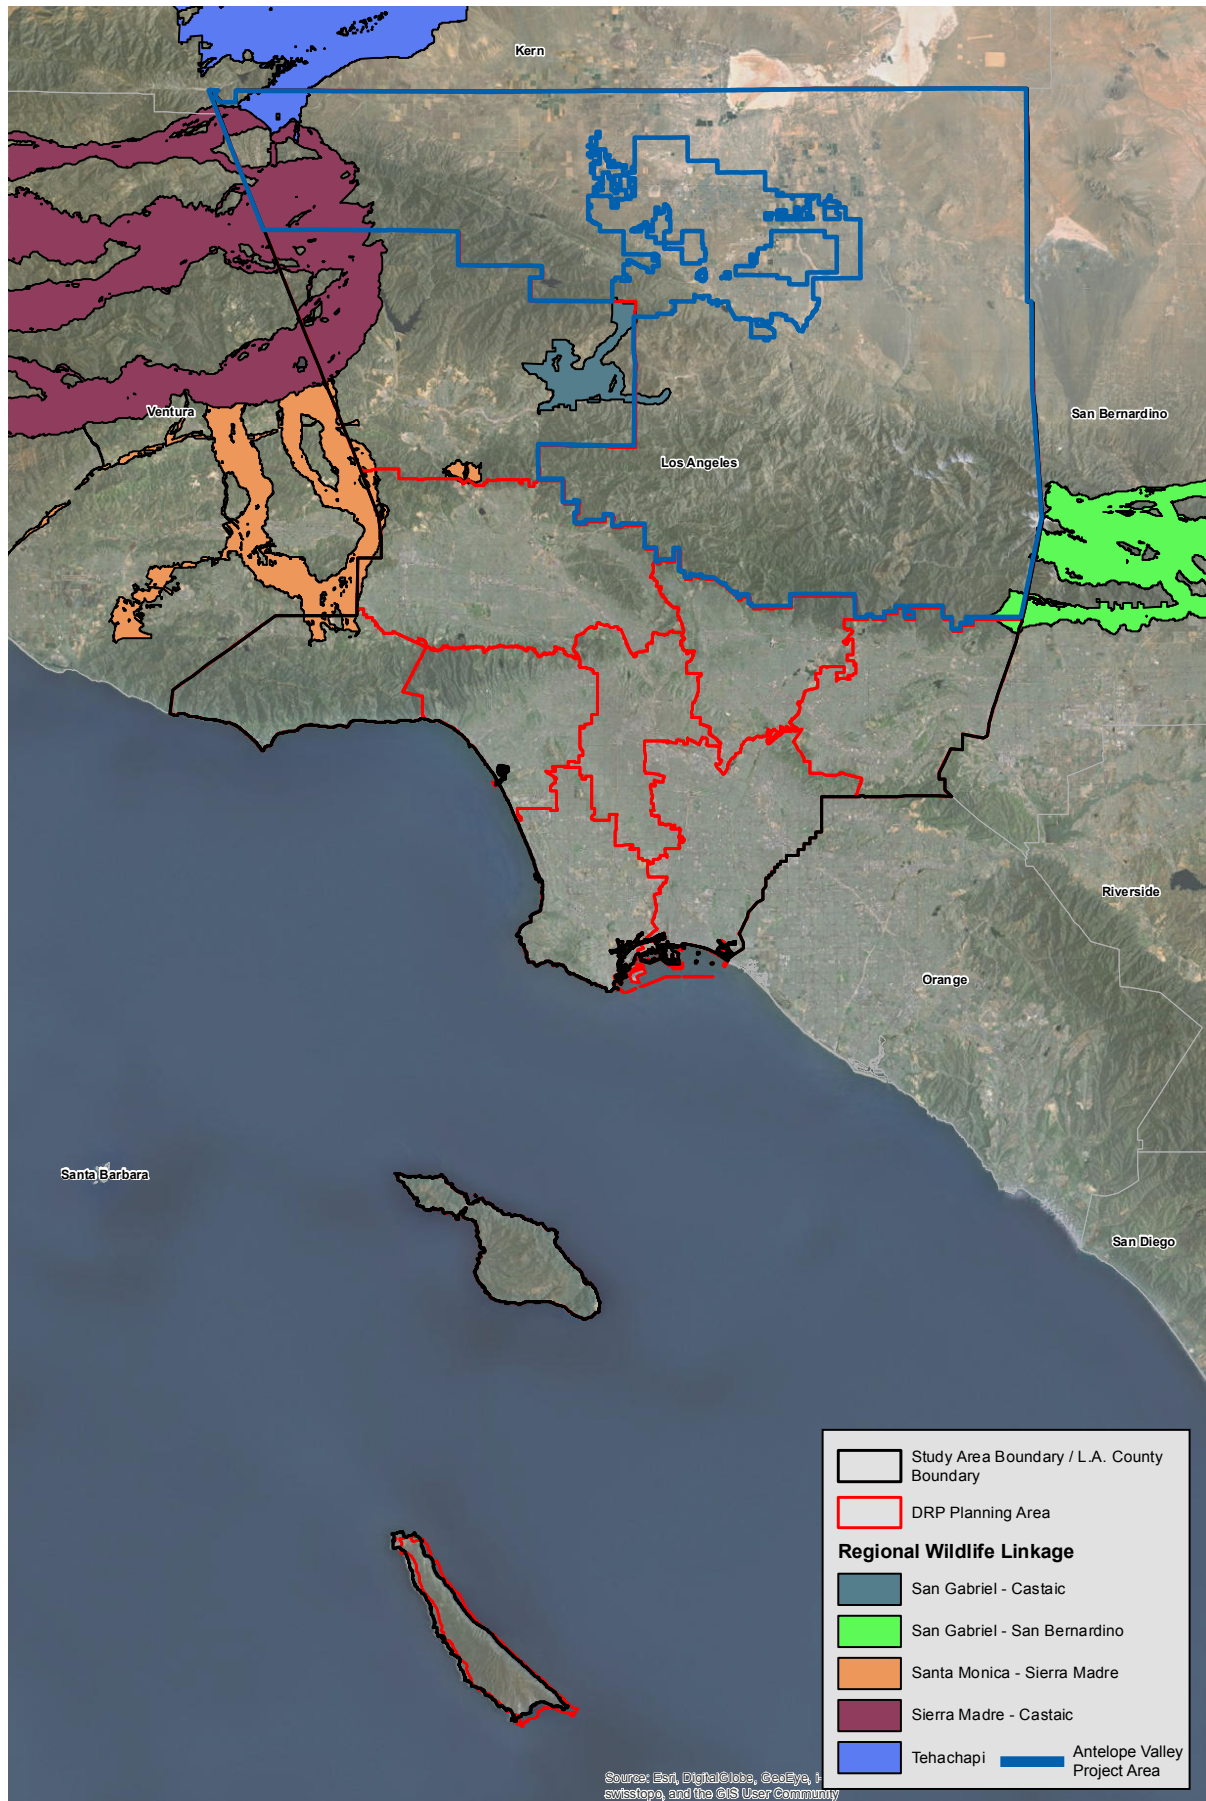 Kern
Ventura
San Bernardino
Los Angeles
Riverside
Orange
Santa Barbara
San Diego
Study Area Boundary / L.A. County
Boundary
DRP Planning Area
Regional Wildlife Linkage
San Gabriel - Castaic
San Gabriel - San Bernardino
Santa Monica - Sierra Madre
Sierra Madre - Castaic
Tehachapi
Antelope Valley
Project Area
Source: Esri, DigitalGlobe, GeoEye,
swisstopo, and the GIS User Community